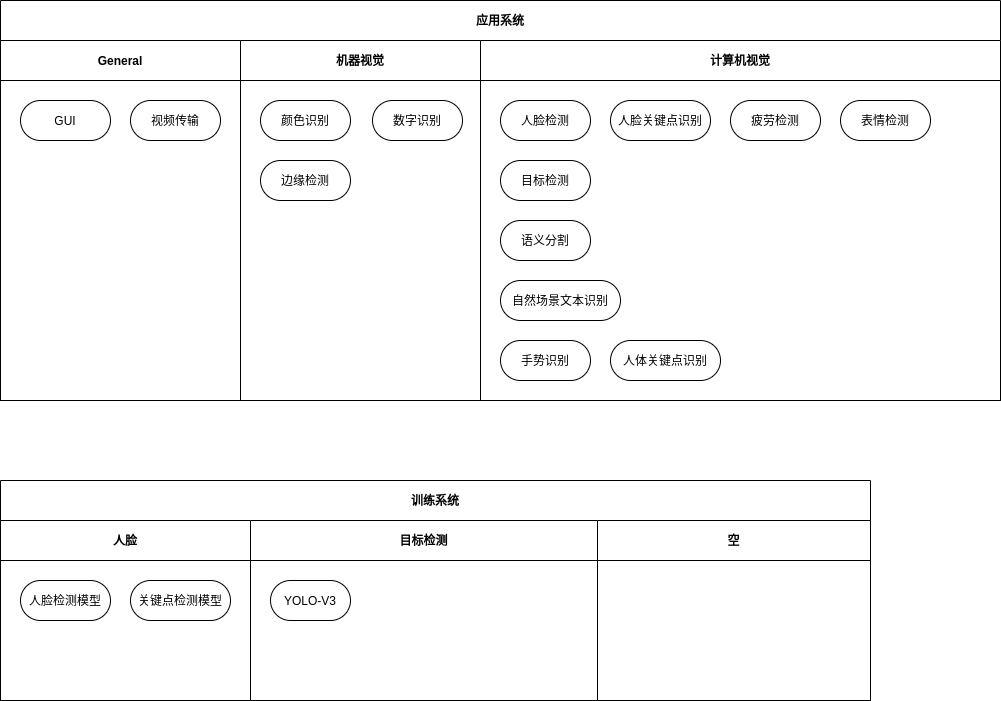 应用系统
General
机器视觉
计算机视觉
GUI
视频传输
颜色识别
数字识别
人脸检测
人脸关键点识别
疲劳检测
表情检测
边缘检测
目标检测
语义分割
自然场景文本识别
手势识别
人体关键点识别
训练系统
人脸
目标检测
空
人脸检测模型
关键点检测模型
YOLO-V3